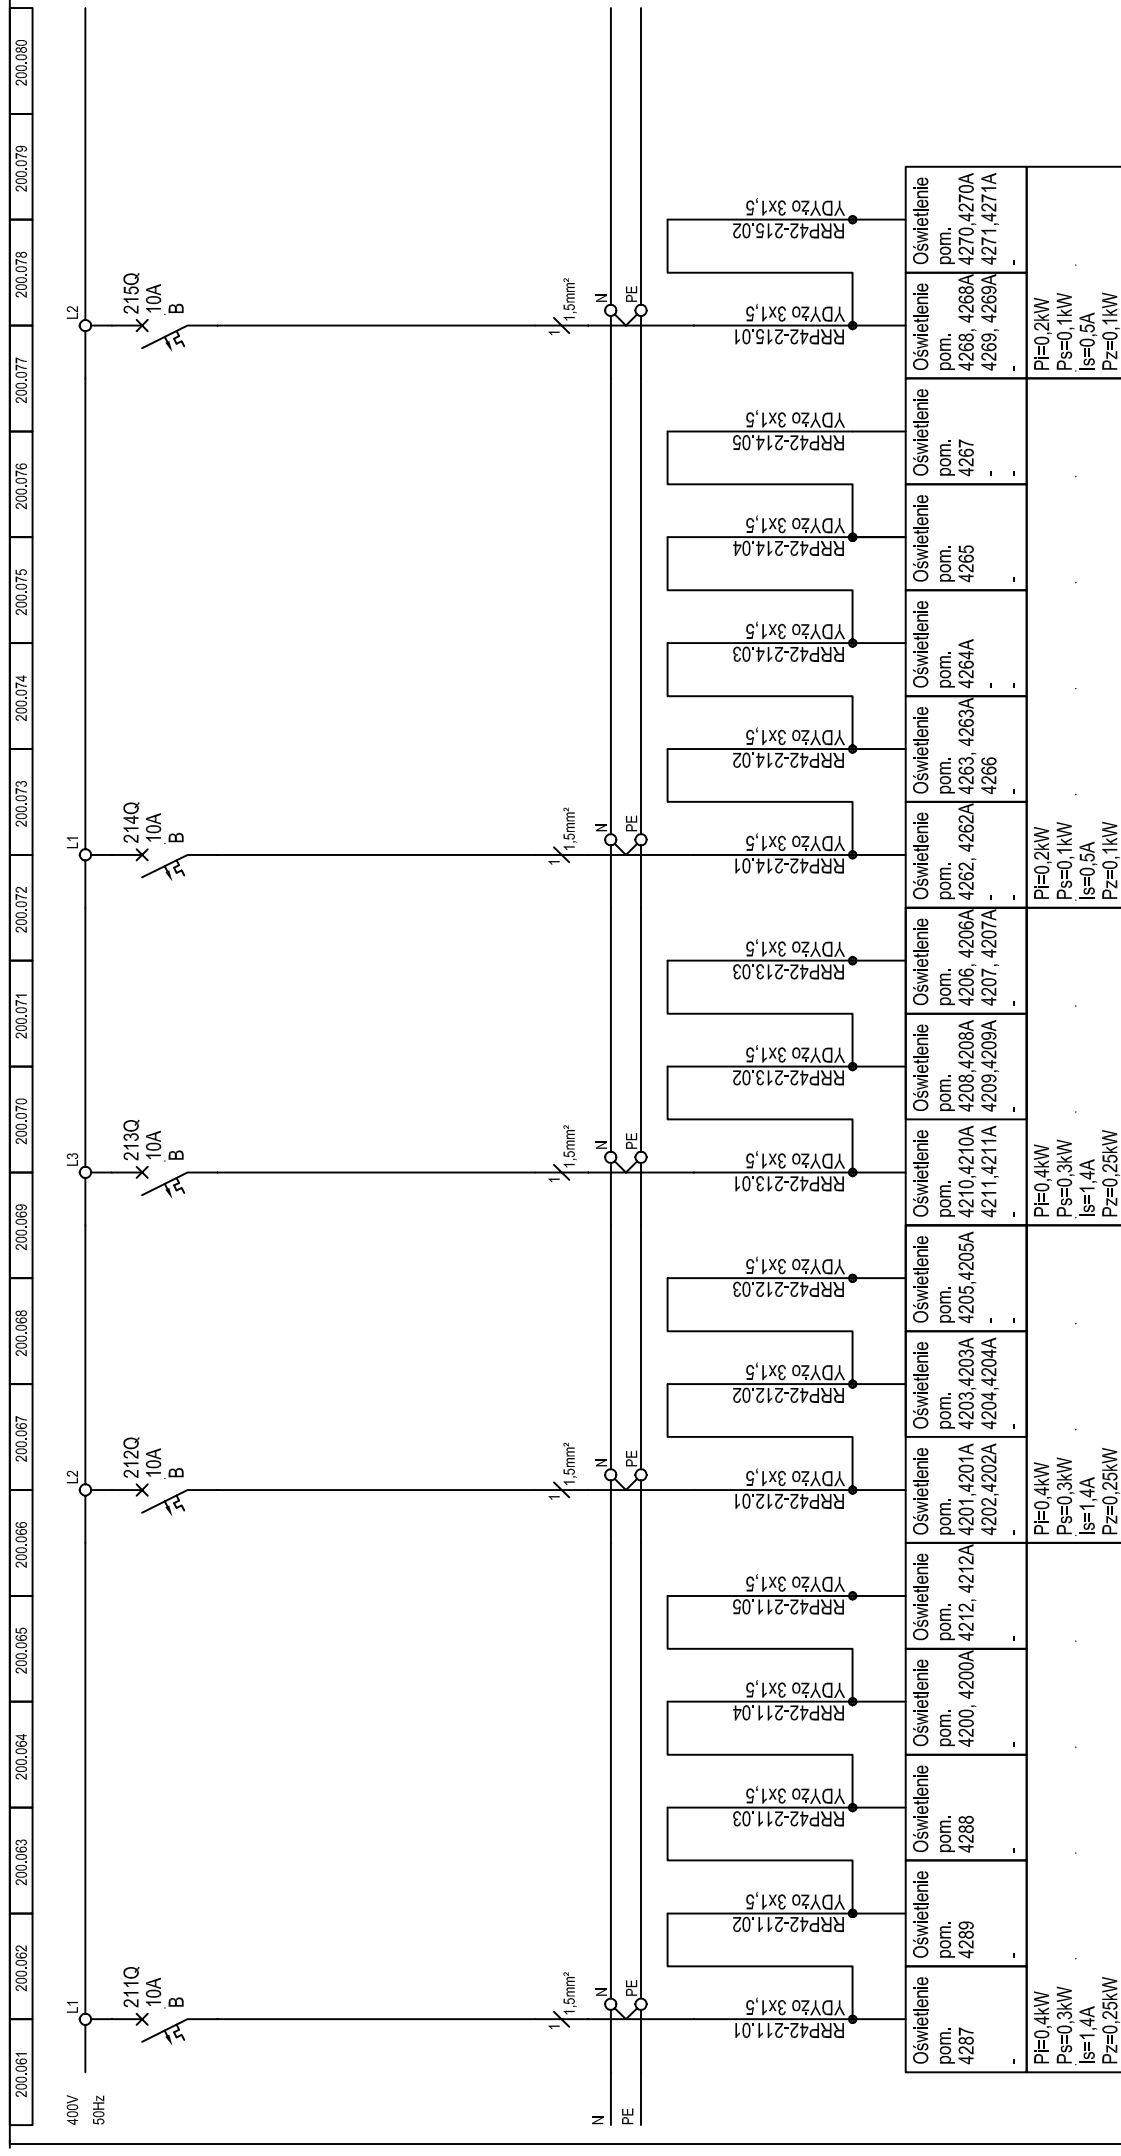 200.061 200.062 200.063 200.064 200.065 200.066 200.067 200.068 200.069 200.070 200.071 200.072 200.073 200.074 200.075 200.076 200.077 200.078 200.079 200.080
400V
50Hz
L1
211Q
10A
B
L2
212Q
10A
B
L3
213Q
10A
B
L1
214Q
10A
B
L2
215Q
10A
B
1 1,5mm²
1 1,5mm²
1 1,5mm²
1 1,5mm²
1 1,5mm²
N
PE
N
PE
N
PE
N
PE
N
PE
N
PE
RRP42-211.01
YDYżo 3x1,5
RRP42-211.02
YDYżo 3x1,5
RRP42-211.03
YDYżo 3x1,5
RRP42-211.04
YDYżo 3x1,5
RRP42-211.05
YDYżo 3x1,5
RRP42-212.01
YDYżo 3x1,5
RRP42-212.02
YDYżo 3x1,5
RRP42-212.03
YDYżo 3x1,5
RRP42-213.01
YDYżo 3x1,5
RRP42-213.02
YDYżo 3x1,5
RRP42-213.03
YDYżo 3x1,5
RRP42-214.01
YDYżo 3x1,5
RRP42-214.02
YDYżo 3x1,5
RRP42-214.03
YDYżo 3x1,5
RRP42-214.04
YDYżo 3x1,5
RRP42-214.05
YDYżo 3x1,5
RRP42-215.01
YDYżo 3x1,5
RRP42-215.02
YDYżo 3x1,5
Oświetlenie
pom.
4287
-
Oświetlenie
pom.
4289
-
Oświetlenie
pom.
4288
-
Oświetlenie
pom.
4200, 4200A
-
Oświetlenie
pom.
4212, 4212A
-
Oświetlenie
pom.
4201,4201A
4202,4202A
-
Oświetlenie
pom.
4203,4203A
4204,4204A
-
Oświetlenie
pom.
4205,4205A
-
-
Oświetlenie
pom.
4210,4210A
4211,4211A
-
Oświetlenie
pom.
4208,4208A
4209,4209A
-
Oświetlenie
pom.
4206, 4206A
4207, 4207A
-
Oświetlenie
pom.
4262, 4262A
-
-
Oświetlenie
pom.
4263, 4263A
4266
-
Oświetlenie
pom.
4264A
-
-
Oświetlenie
pom.
4265
-
Oświetlenie
pom.
4267
-
-
Oświetlenie
pom.
4268, 4268A
4269, 4269A
-
Oświetlenie
pom.
4270,4270A
4271,4271A
-
Pi=0,4kW
Ps=0,3kW
Is=1,4A
Pz=0,25kW
Pi=0,4kW
Ps=0,3kW
Is=1,4A
Pz=0,25kW
Pi=0,4kW
Ps=0,3kW
Is=1,4A
Pz=0,25kW
Pi=0,2kW
Ps=0,1kW
Is=0,5A
Pz=0,1kW
Pi=0,2kW
Ps=0,1kW
Is=0,5A
Pz=0,1kW